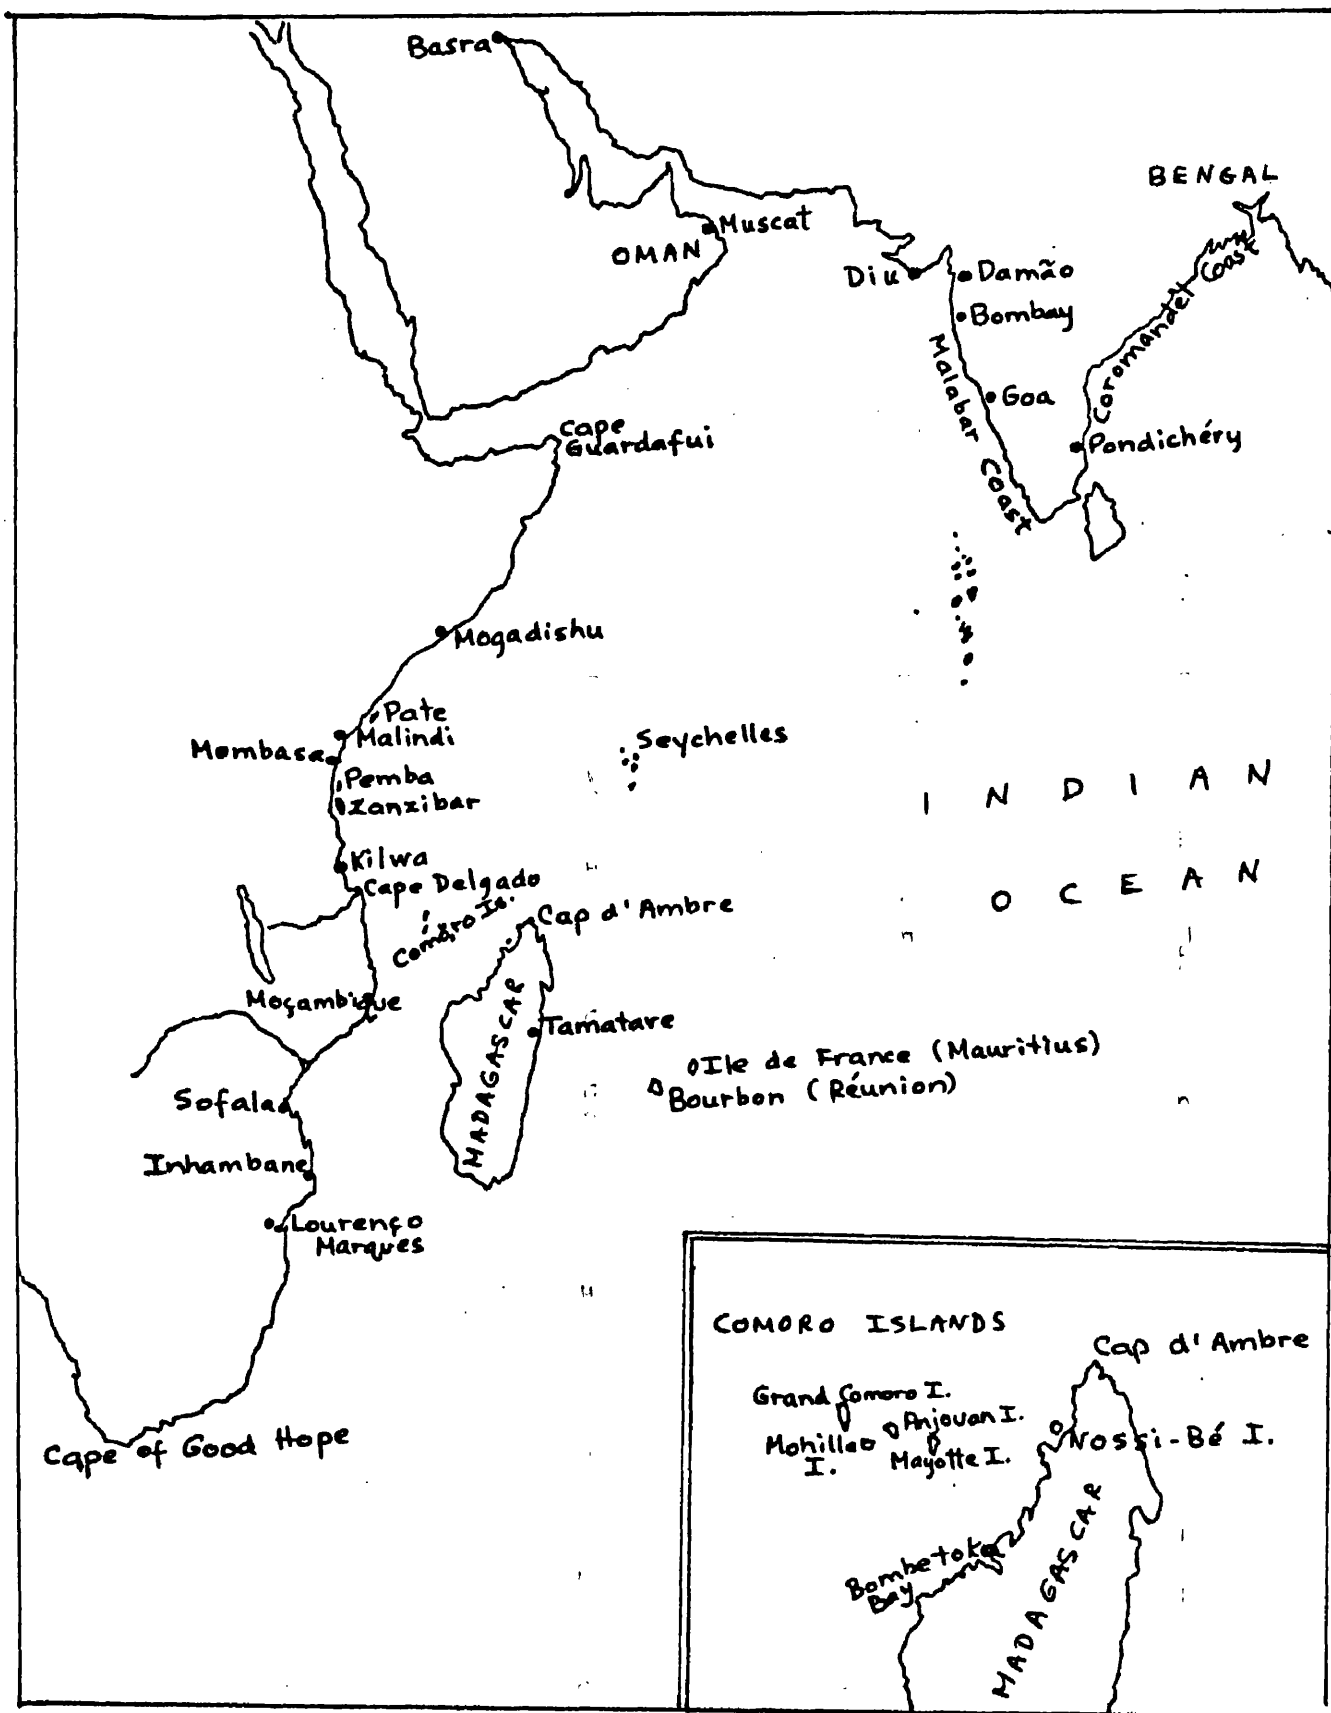 Basra
BENGAL
Muscat
OMAN
Diu
Damão
Bombay
Coromandel Coast
Malabar Coast
Goa
Pondichéry
Cape
Guardafui
Mogadishu
Pate
Malindi
Mombasa
Seychelles
Pemba
Zanzibar
INDIAN
OCEAN
Kilwa
Cape Delgado
Comoro Is.
Cap d'Ambre
Moçambique
MADAGASCAR
Tamatare
Ile de France (Mauritius)
Bourbon (Réunion)
Sofala
Inhambane
Lourenço
Marques
Cape of Good Hope
COMORO ISLANDS
Cap d'Ambre
Grand Comoro I.
Anjouan I.
Mohilla
I.
Mayotte I.
Nossi-Bé I.
Bombetoka
Bay
MADAGASCAR